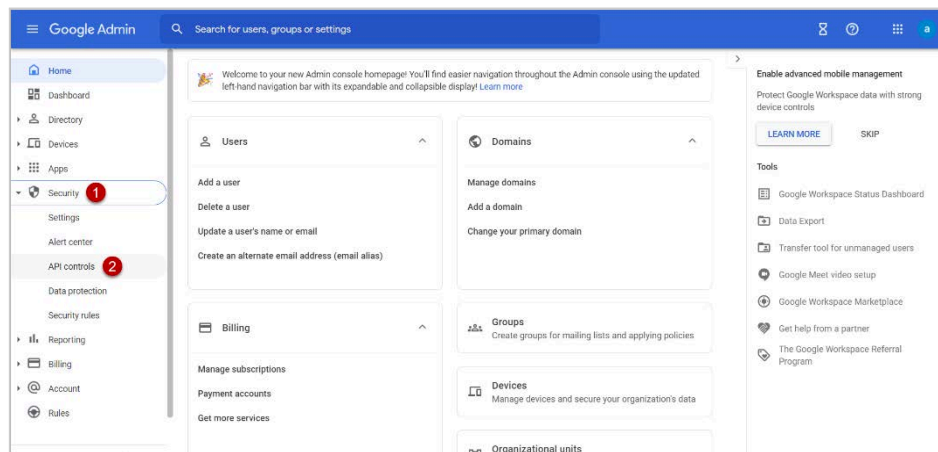 Google Admin
Search for users, groups or settings
a
Home
Dashboard
Directory
Devices
Apps
Security 1
Settings
Alert center
API controls 2
Data protection
Security rules
Reporting
Billing
Account
Rules
Welcome to your new Admin console homepage! You'll find easier navigation throughout the Admin console using the updated
left-hand navigation bar with its expandable and collapsible display! Learn more
Users
Add a user
Delete a user
Update a user's name or email
Create an alternate email address (email alias)
Billing
Manage subscriptions
Payment accounts
Get more services
Domains
Manage domains
Add a domain
Change your primary domain
Groups
Create groups for mailing lists and applying policies
Devices
Manage devices and secure your organization's data
Organizational units
Enable advanced mobile management
Protect Google Workspace data with strong
device controls
LEARN MORE SKIP
Tools
Google Workspace Status Dashboard
Data Export
Transfer tool for unmanaged users
Google Meet video setup
Google Workspace Marketplace
Get help from a partner
The Google Workspace Referral
Program